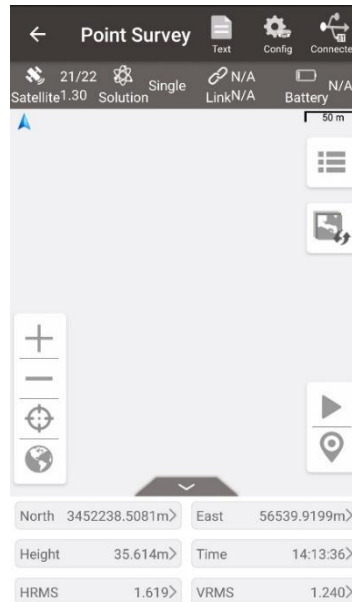 Point Survey
Text Config Connecte
21/22 Single N/A N/A
Satellite1.30 Solution LinkN/A Battery
50 m
North 3452238.5081m East 56539.9199m
Height 35.614m Time 14:13:36
HRMS 1.619 VRMS 1.240